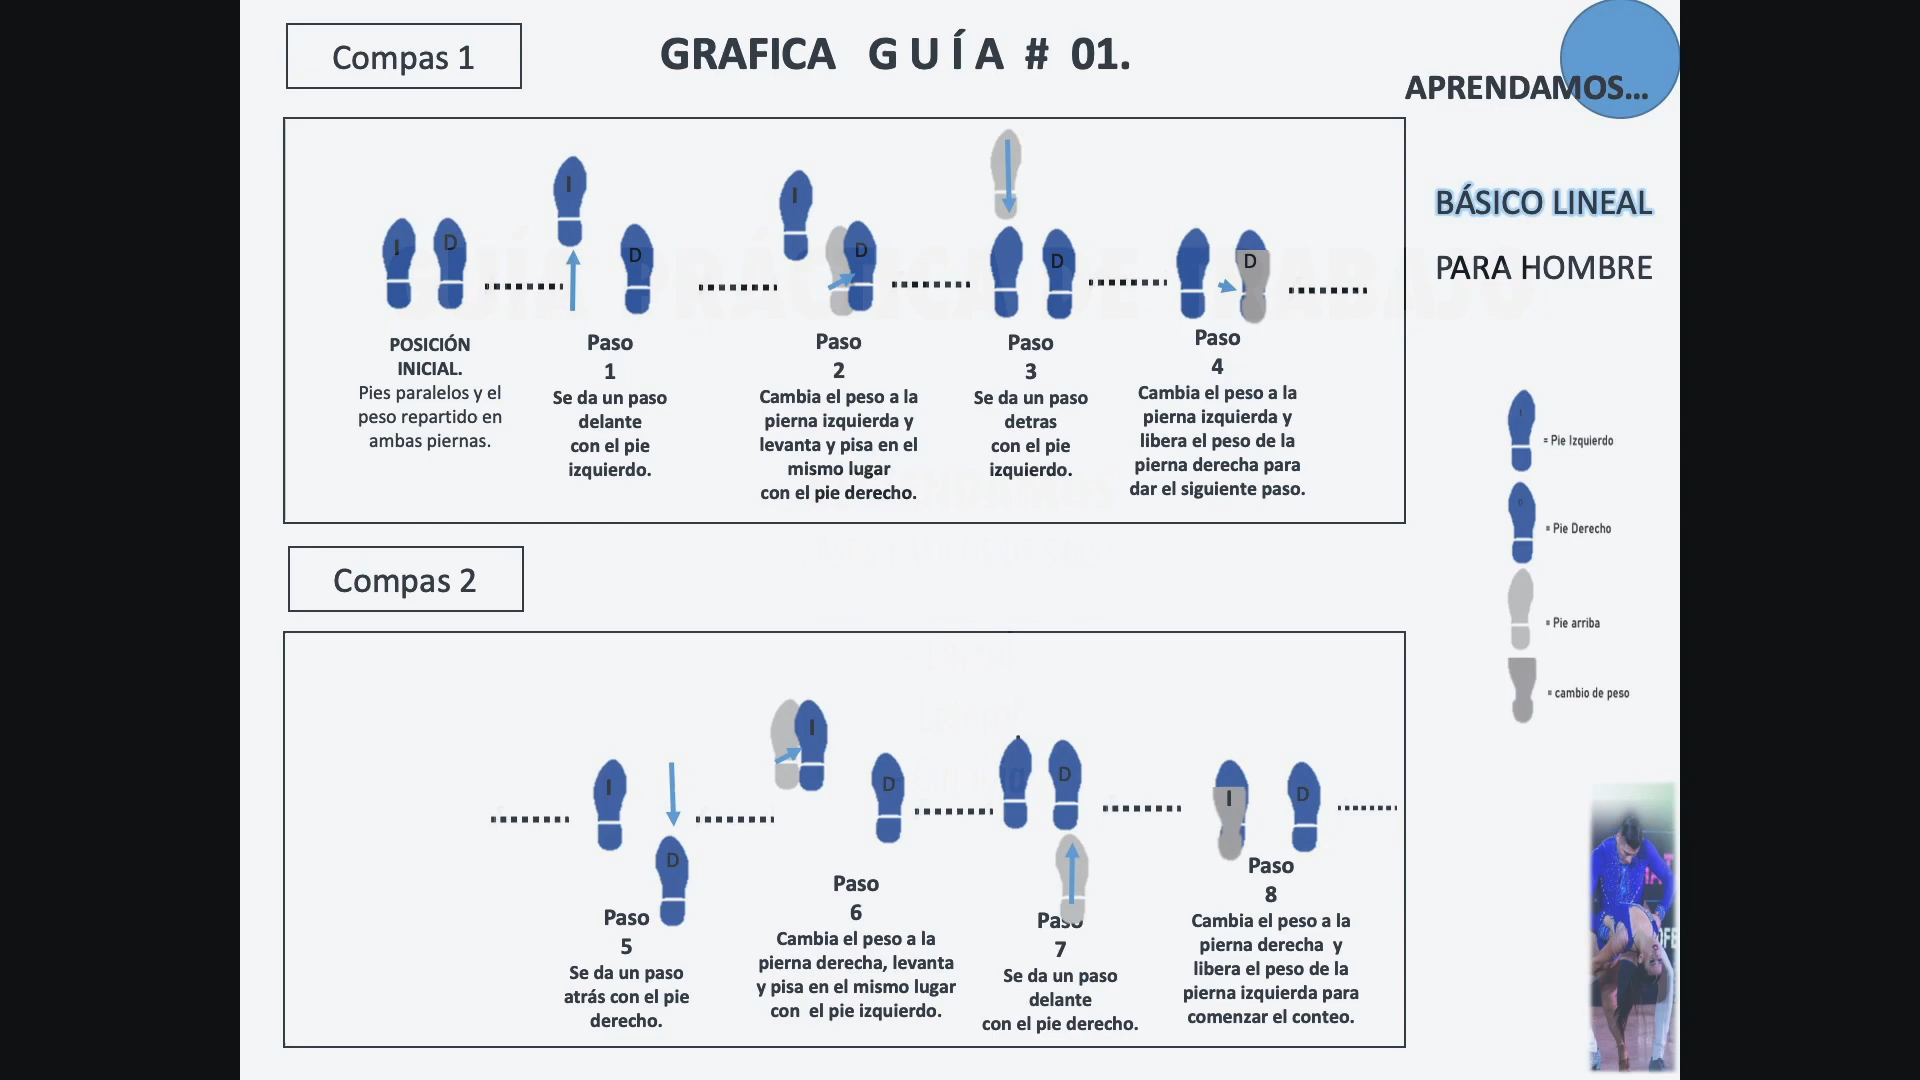 Compas 1
GRAFICA G U Í A # 01.
APRENDAMOS...
BÁSICO LINEAL
PARA HOMBRE
I
D
POSICIÓN
INICIAL.
Pies paralelos y el
peso repartido en
ambas piernas.
I
D
Paso
1
Se da un paso
delante
con el pie
izquierdo.
I
D
Paso
2
Cambia el peso a la
pierna izquierda y
levanta y pisa en el
mismo lugar
con el pie derecho.
D
Paso
3
Se da un paso
detras
con el pie
izquierdo.
D
Paso
4
Cambia el peso a la
pierna izquierda y
libera el peso de la
pierna derecha para
dar el siguiente paso.
= Pie Izquierdo
= Pie Derecho
= Pie arriba
= cambio de peso
Compas 2
I
D
Paso
5
Se da un paso
atrás con el pie
derecho.
I
D
Paso
6
Cambia el peso a la
pierna derecha, levanta
y pisa en el mismo lugar
con el pie izquierdo.
D
Paso
7
Se da un paso
delante
con el pie derecho.
I
D
Paso
8
Cambia el peso a la
pierna derecha y
libera el peso de la
pierna izquierda para
comenzar el conteo.
GUÍA PRÁCTICA DE TRABAJO